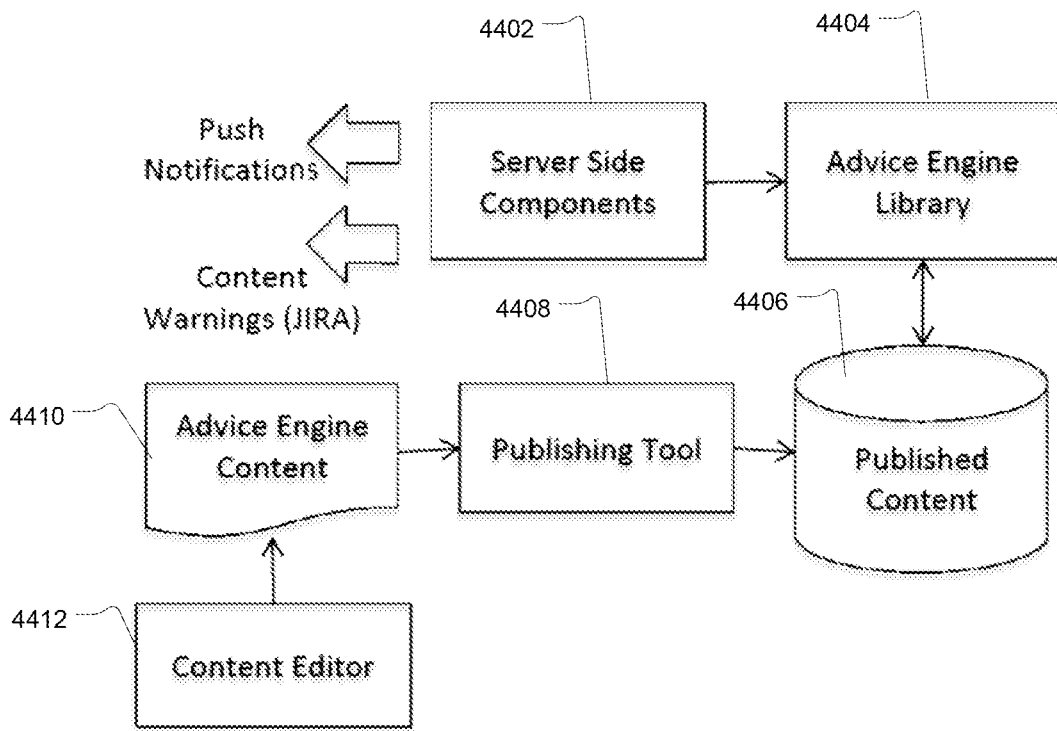 4402
4404
Push
Notifications
Server Side
Components
Advice Engine
Library
Content
Warnings (JIRA)
4408
4406
4410
Advice Engine
Content
Publishing Tool
Published
Content
4412
Content Editor